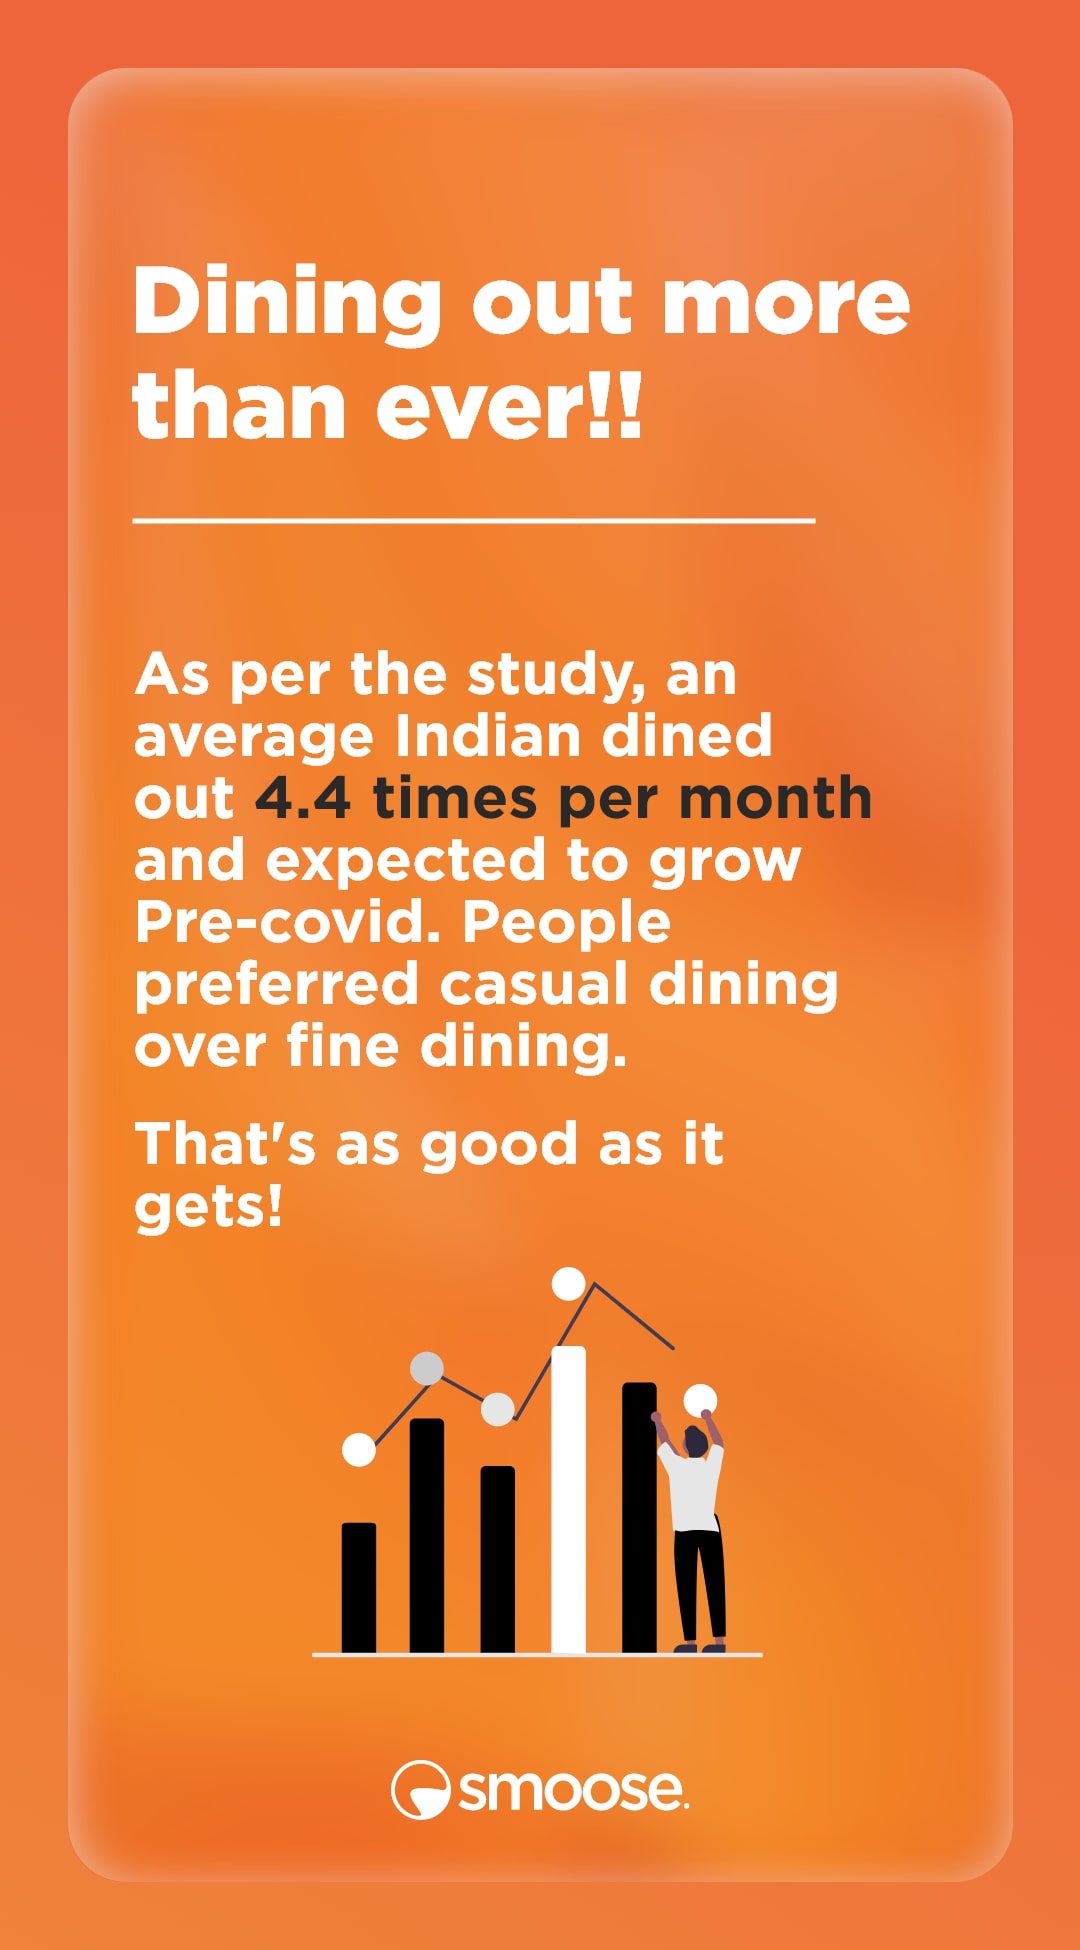 Dining out more
than ever!!
As per the study, an
average Indian dined
out 4.4 times per month
and expected to grow
Pre-covid. People
preferred casual dining
over fine dining.
That's as good as it
gets!
smoose.